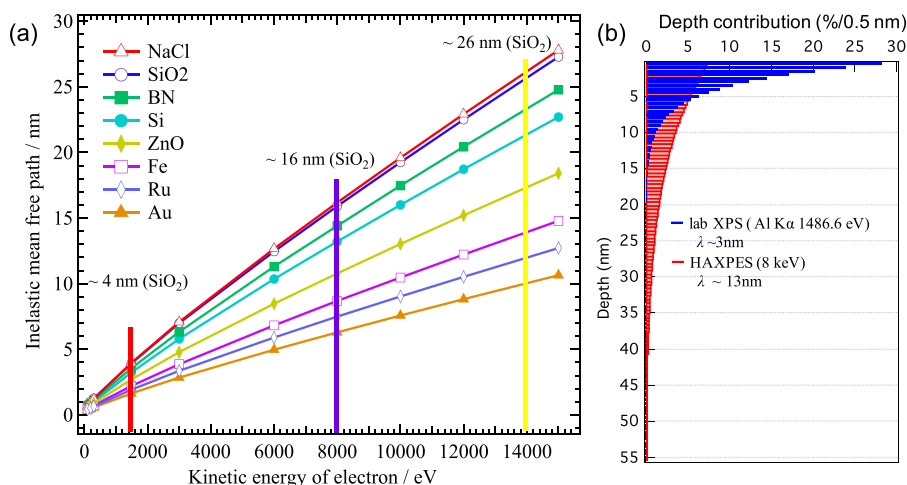 (a)
Inelastic mean free path / nm
30
25
20
15
10
5
0
NaCl
SiO2
BN
Si
ZnO
Fe
Ru
Au
~ 4 nm (SiO₂)
~ 16 nm (SiO₂)
~ 26 nm (SiO₂)
0 2000 4000 6000 8000 10000 12000 14000
Kinetic energy of electron / eV
(b)
Depth contribution (%/0.5 nm)
0 5 10 15 20 25 30
Depth (nm)
5
10
15
20
25
30
35
40
45
50
55
lab XPS ( Al Kα 1486.6 eV)
λ ~3nm
HAXPES (8 keV)
λ ~ 13nm